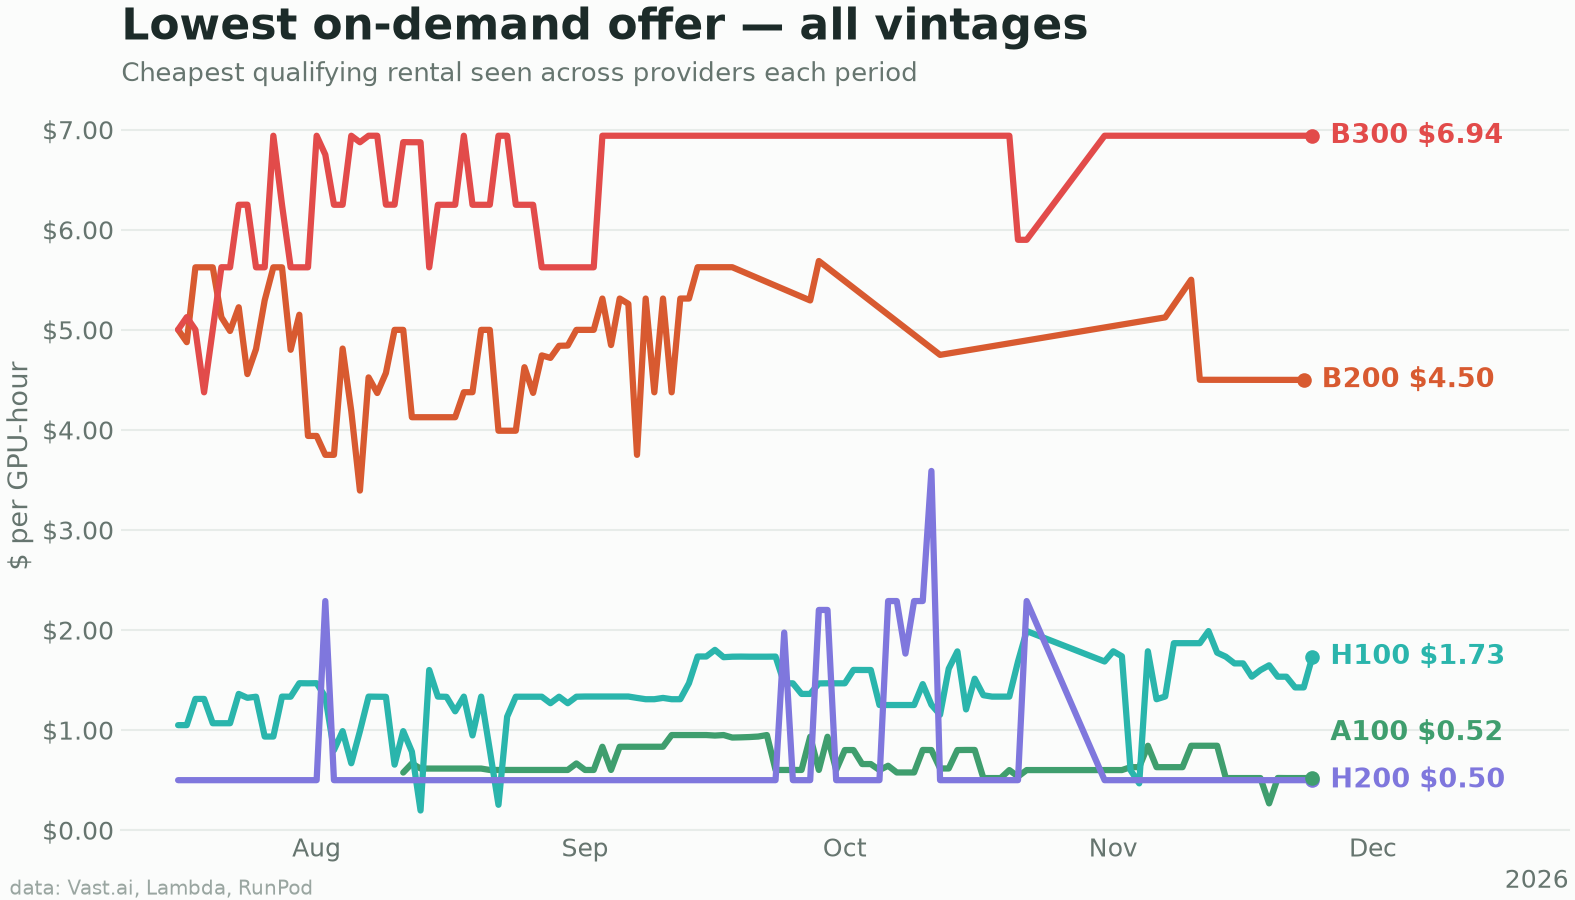 Lowest on-demand offer — all vintages
Cheapest qualifying rental seen across providers each period
$ per GPU-hour
$7.00
$6.00
$5.00
$4.00
$3.00
$2.00
$1.00
$0.00
B300 $6.94
B200 $4.50
H100 $1.73
A100 $0.52
H200 $0.50
Aug Sep Oct Nov Dec
2026
data: Vast.ai, Lambda, RunPod